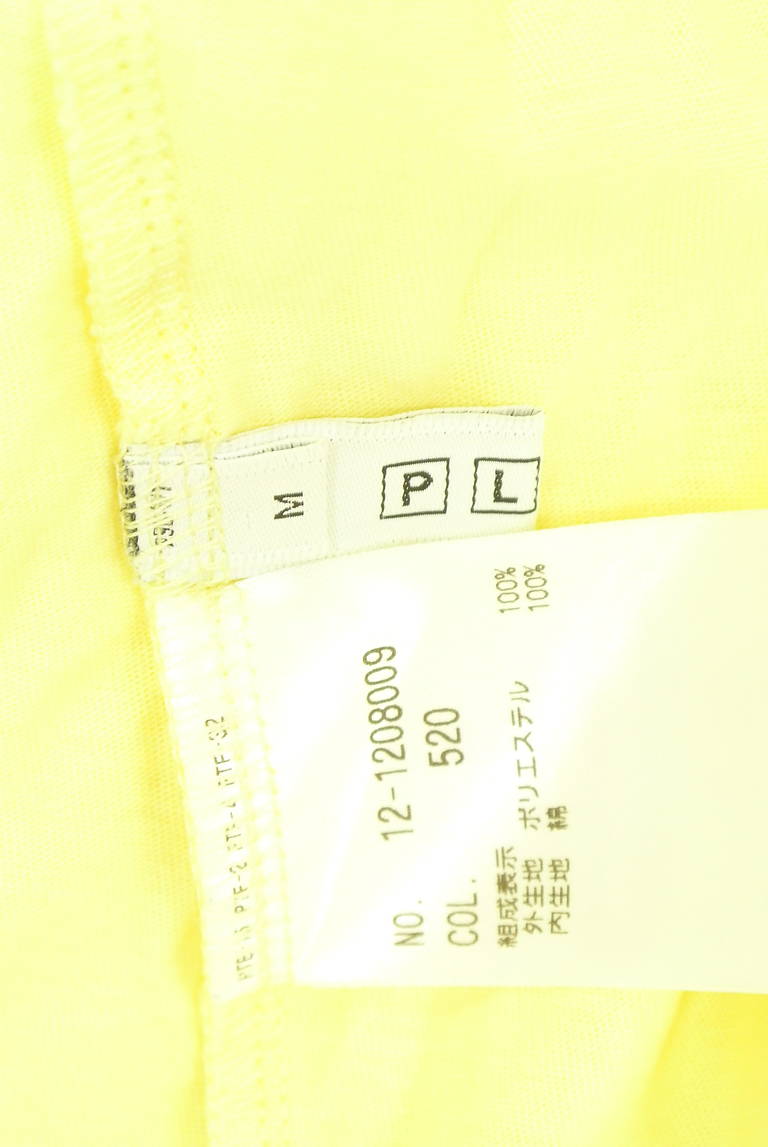 M
P L
NO. 12-1208009
COL. 520
組成表示
外生地 ポリエステル 100%
内生地 綿 100%